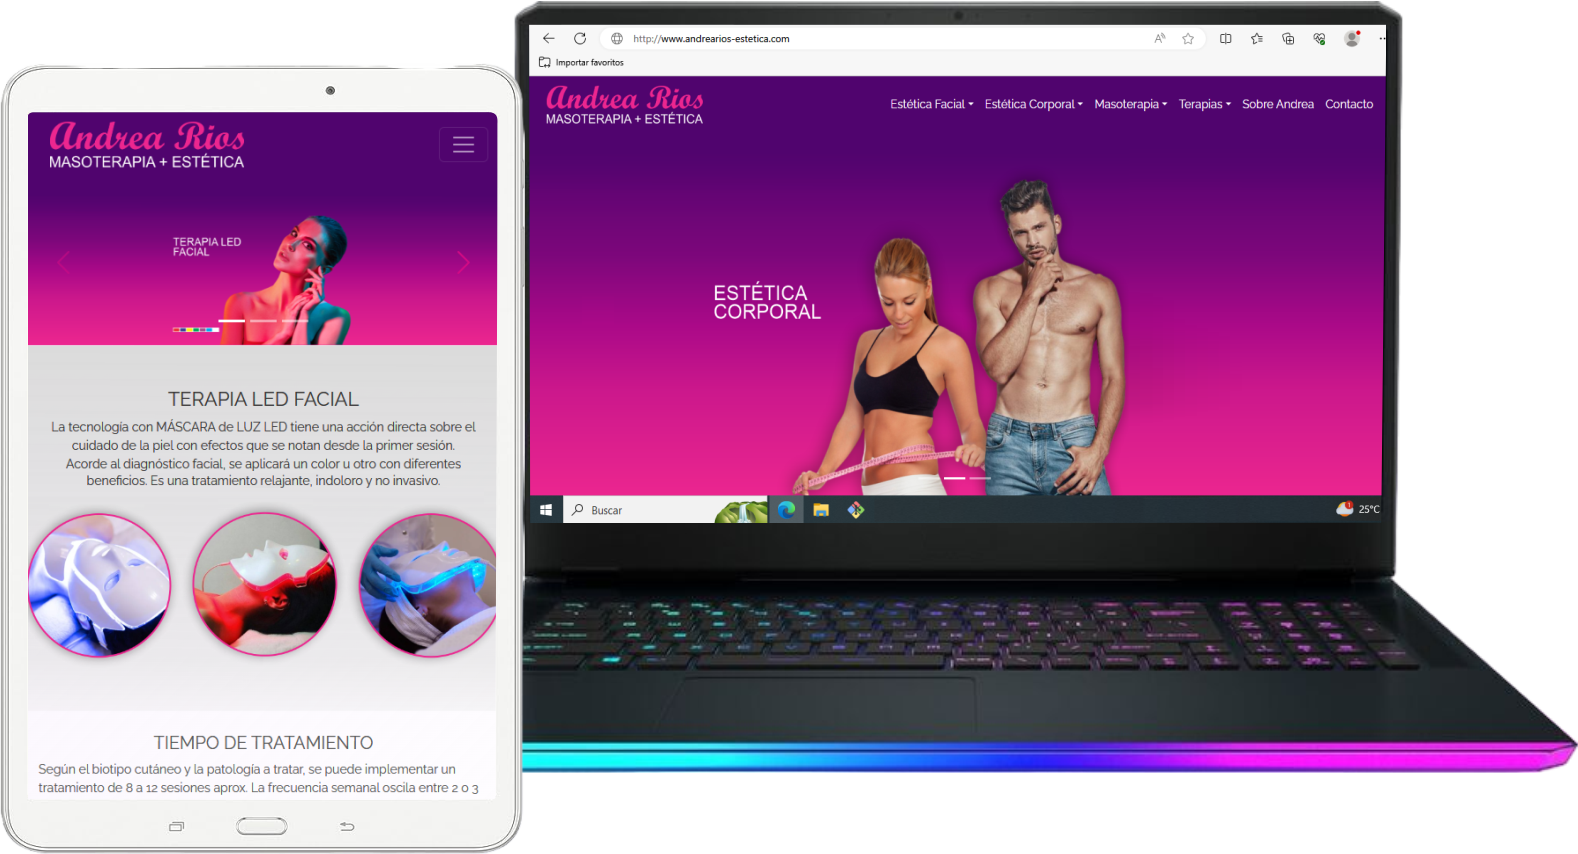 Andrea Rios
MASOTERAPIA + ESTÉTICA
TERAPIA LED
FACIAL
TERAPIA LED FACIAL
La tecnología con MÁSCARA de LUZ LED tiene una acción directa sobre el
cuidado de la piel con efectos que se notan desde la primer sesión.
Acorde al diagnóstico facial, se aplicará un color u otro con diferentes
beneficios. Es una tratamiento relajante, indoloro y no invasivo.
TIEMPO DE TRATAMIENTO
Según el biotipo cutáneo y la patología a tratar, se puede implementar un
tratamiento de 8 a 12 sesiones aprox. La frecuencia semanal oscila entre 2 o 3
http://www.andrearios-estetica.com
Importar favoritos
Andrea Rios
MASOTERAPIA + ESTÉTICA
Estética Facial Estética Corporal Masoterapia Terapias Sobre Andrea Contacto
ESTÉTICA
CORPORAL
Buscar
25°C